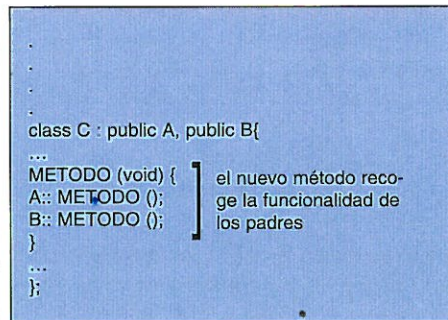 .
.
.
.
class C : public A, public B{
...
METODO (void) {
A:: METODO ();
B:: METODO ();
}
...
};
el nuevo método reco-
ge la funcionalidad de
los padres